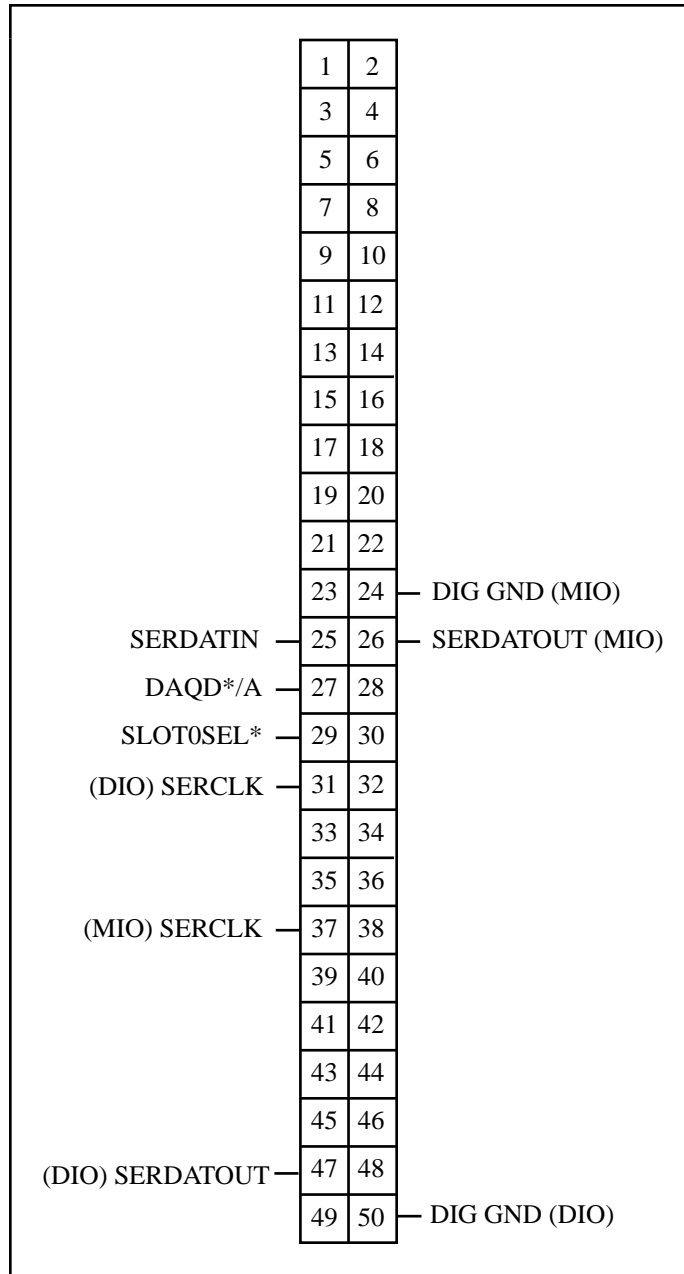 1 2
3 4
5 6
7 8
9 10
11 12
13 14
15 16
17 18
19 20
21 22
23 24 DIG GND (MIO)
SERDATIN 25 26 SERDATOUT (MIO)
DAQD*/A 27 28
SLOT0SEL* 29 30
(DIO) SERCLK 31 32
33 34
35 36
(MIO) SERCLK 37 38
39 40
41 42
43 44
45 46
(DIO) SERDATOUT 47 48
49 50 DIG GND (DIO)